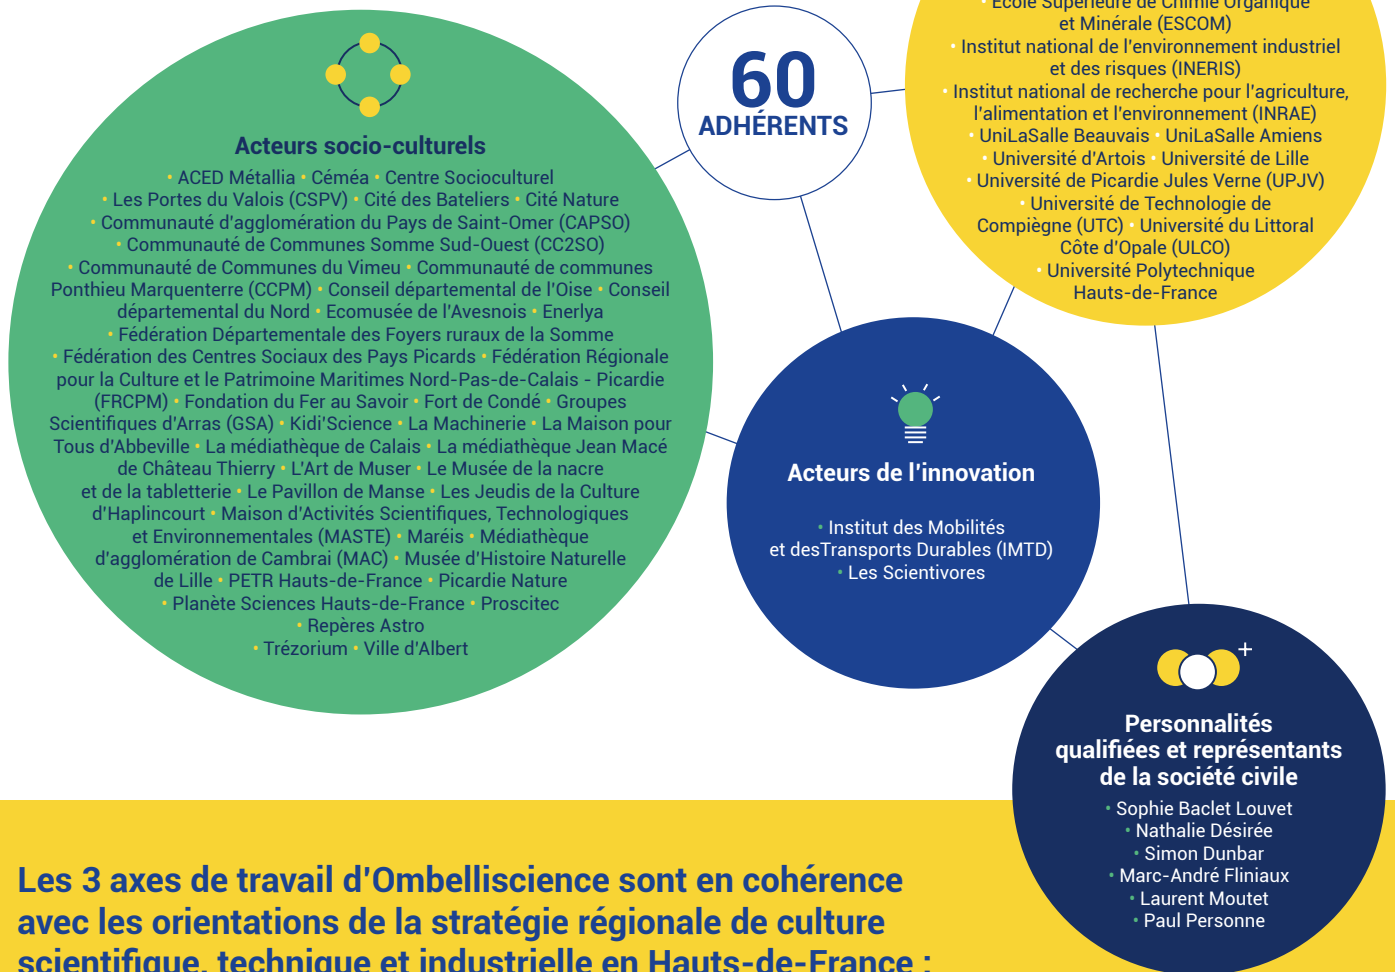 60
ADHÉRENTS
Acteurs socio-culturels
• ACED Métallia • Céméa • Centre Socioculturel
• Les Portes du Valois (CSPV) • Cité des Bateliers • Cité Nature
• Communauté d'agglomération du Pays de Saint-Omer (CAPSO)
• Communauté de Communes Somme Sud-Ouest (CC2SO)
• Communauté de Communes du Vimeu • Communauté de communes
Ponthieu Marquenterre (CCPM) • Conseil départemental de l'Oise • Conseil
départemental du Nord • Ecomusée de l'Avesnois • Enerlya
• Fédération Départementale des Foyers ruraux de la Somme
• Fédération des Centres Sociaux des Pays Picards • Fédération Régionale
pour la Culture et le Patrimoine Maritimes Nord-Pas-de-Calais - Picardie
(FRCPM) • Fondation du Fer au Savoir • Fort de Condé • Groupes
Scientifiques d'Arras (GSA) • Kidi'Science • La Machinerie • La Maison pour
Tous d'Abbeville • La médiathèque de Calais • La médiathèque Jean Macé
de Château Thierry • L'Art de Muser • Le Musée de la nacre
et de la tabletterie • Le Pavillon de Manse • Les Jeudis de la Culture
d'Haplincourt • Maison d'Activités Scientifiques, Technologiques
et Environnementales (MASTE) • Maréis • Médiathèque
d'agglomération de Cambrai (MAC) • Musée d'Histoire Naturelle
de Lille • PETR Hauts-de-France • Picardie Nature
• Planète Sciences Hauts-de-France • Proscitec
• Repères Astro
• Trézorium • Ville d'Albert
• Ecole Supérieure de Chimie Organique
et Minérale (ESCOM)
• Institut national de l'environnement industriel
et des risques (INERIS)
• Institut national de recherche pour l'agriculture,
l'alimentation et l'environnement (INRAE)
• UniLaSalle Beauvais • UniLaSalle Amiens
• Université d'Artois • Université de Lille
• Université de Picardie Jules Verne (UPJV)
• Université de Technologie de
Compiègne (UTC) • Université du Littoral
Côte d'Opale (ULCO)
• Université Polytechnique
Hauts-de-France
Acteurs de l'innovation
• Institut des Mobilités
et desTransports Durables (IMTD)
• Les Scientivores
Personnalités
qualifiées et représentants
de la société civile
• Sophie Baclet Louvet
• Nathalie Désirée
• Simon Dunbar
• Marc-André Fliniaux
• Laurent Moutet
• Paul Personne
Les 3 axes de travail d'Ombelliscience sont en cohérence
avec les orientations de la stratégie régionale de culture
scientifique, technique et industrielle en Hauts-de-France :